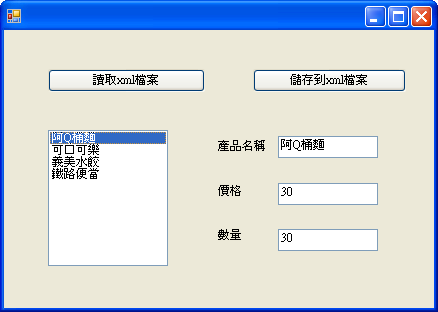 讀取xml檔案
儲存到xml檔案
阿Q桶麵
可口可樂
義美水餃
鐵路便當
產品名稱
阿Q桶麵
價格
30
數量
30